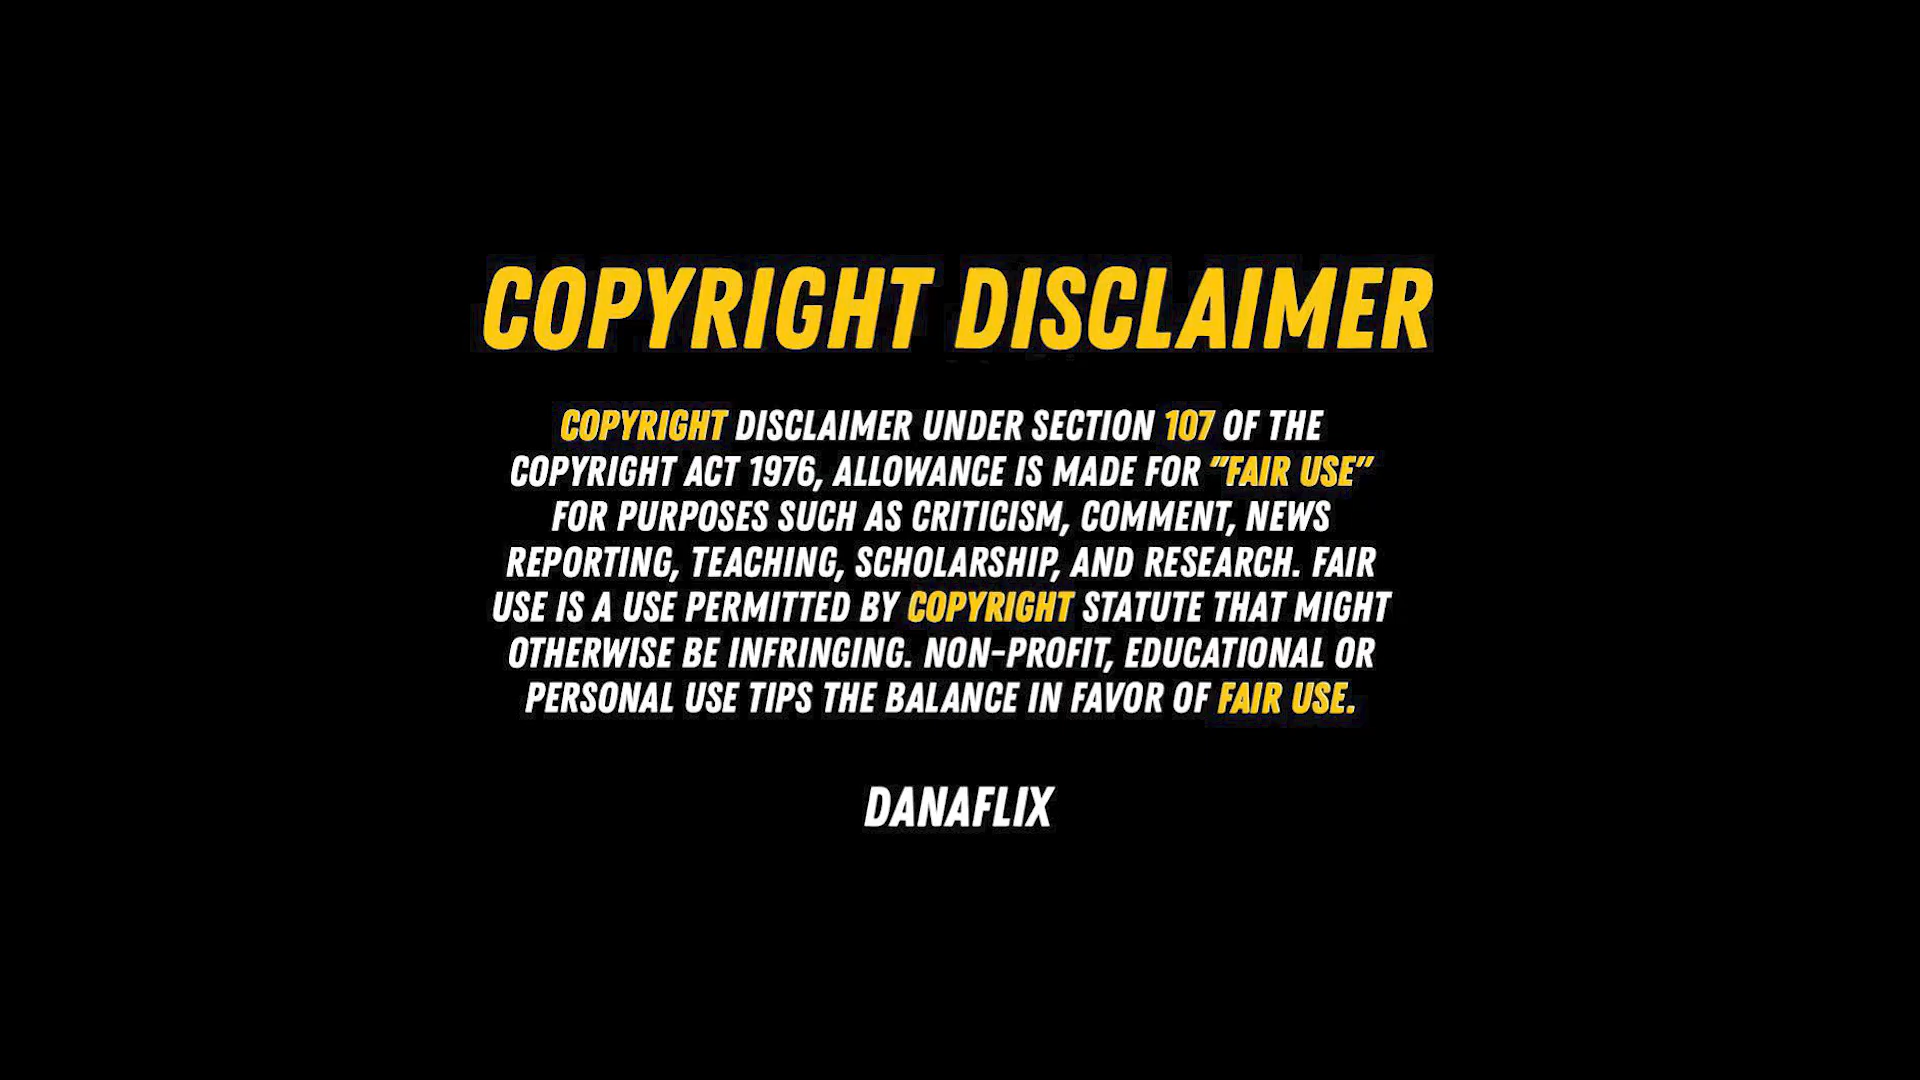 COPYRIGHT DISCLAIMER
COPYRIGHT DISCLAIMER UNDER SECTION 107 OF THE
COPYRIGHT ACT 1976, ALLOWANCE IS MADE FOR "FAIR USE"
FOR PURPOSES SUCH AS CRITICISM, COMMENT, NEWS
REPORTING, TEACHING, SCHOLARSHIP, AND RESEARCH. FAIR
USE IS A USE PERMITTED BY COPYRIGHT STATUTE THAT MIGHT
OTHERWISE BE INFRINGING. NON-PROFIT, EDUCATIONAL OR
PERSONAL USE TIPS THE BALANCE IN FAVOR OF FAIR USE.
DANAFLIX